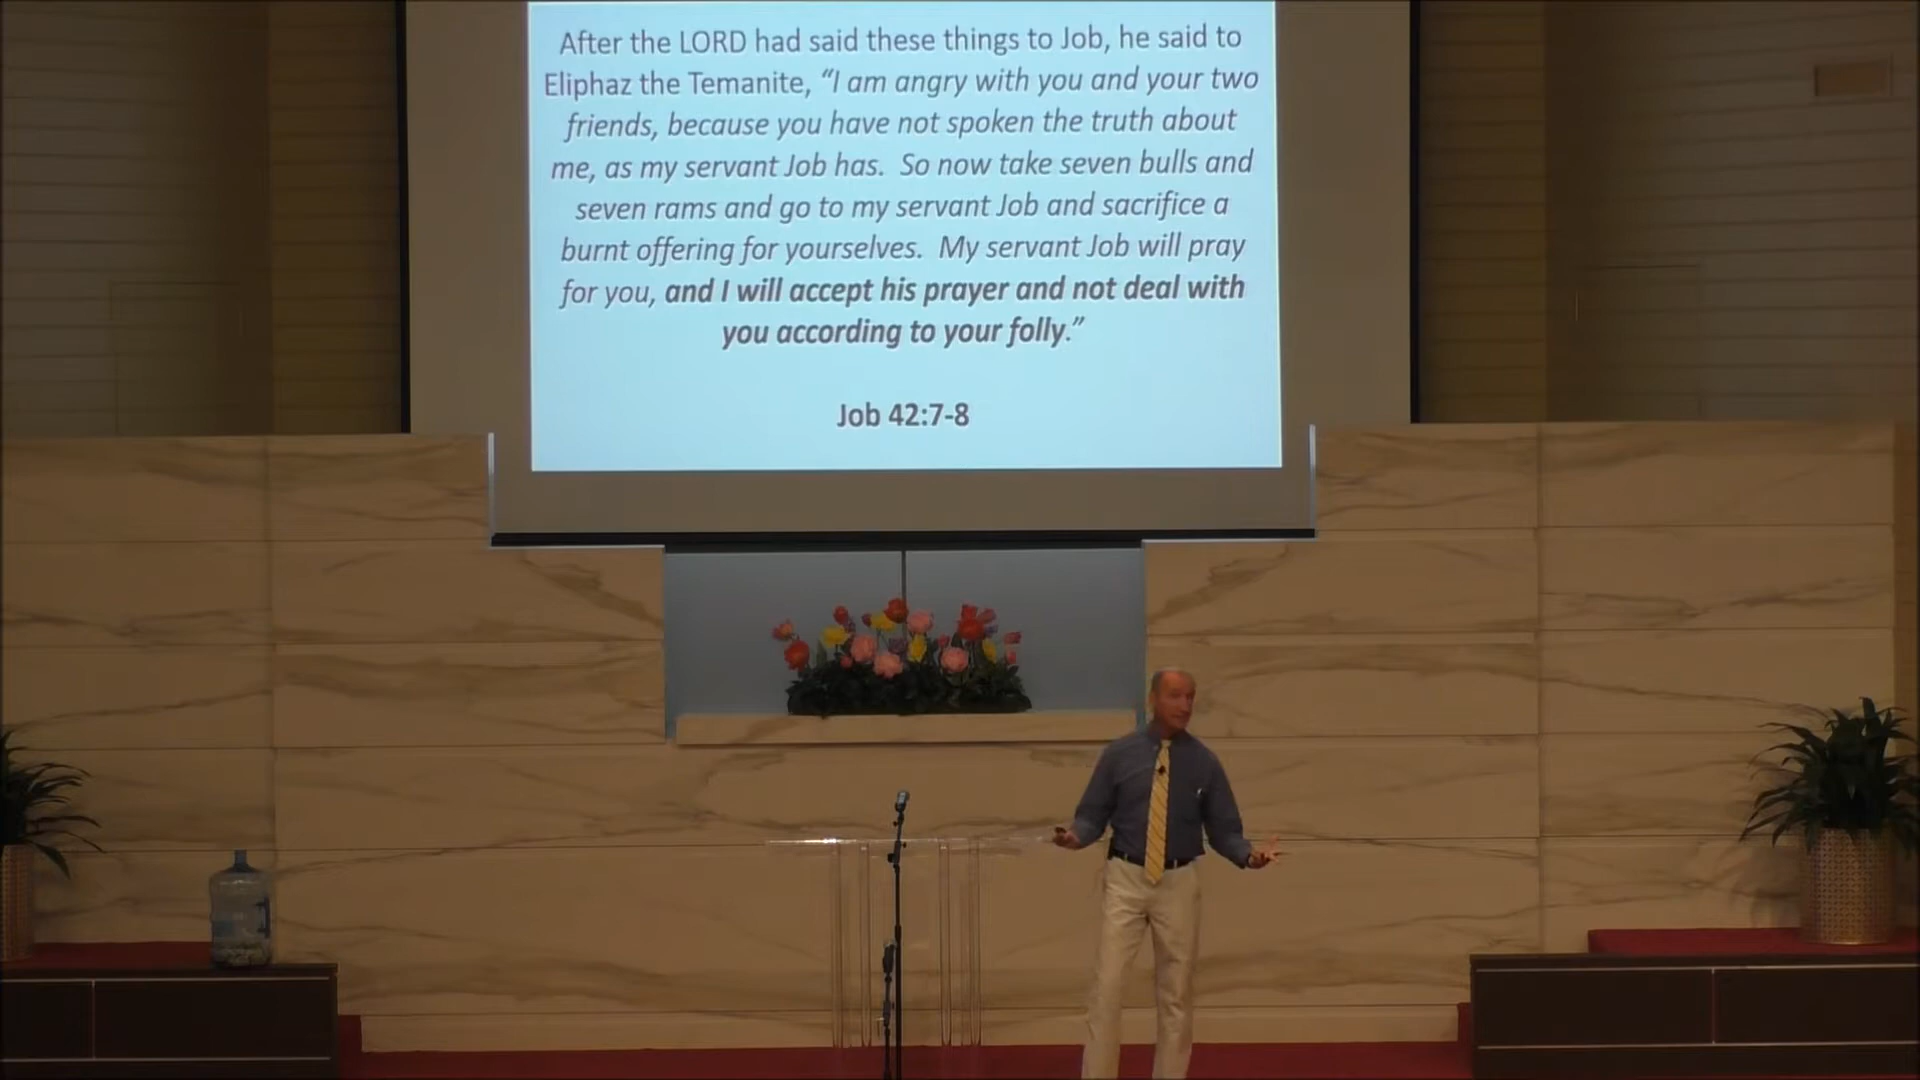 After the LORD had said these things to Job, he said to
Eliphaz the Temanite, “I am angry with you and your two
friends, because you have not spoken the truth about
me, as my servant Job has.  So now take seven bulls and
seven rams and go to my servant Job and sacrifice a
burnt offering for yourselves.  My servant Job will pray
for you, and I will accept his prayer and not deal with
you according to your folly.”
Job 42:7-8